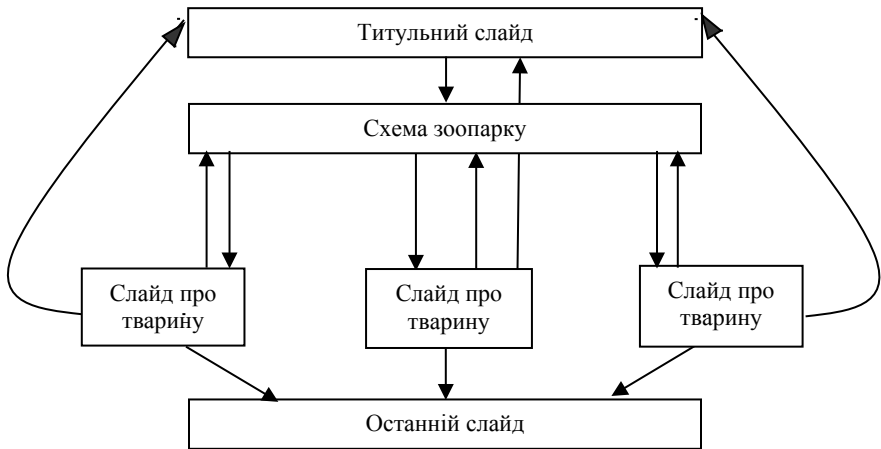 Титульний слайд
Схема зоопарку
Слайд про
тварину
Слайд про
тварину
Слайд про
тварину
Останній слайд